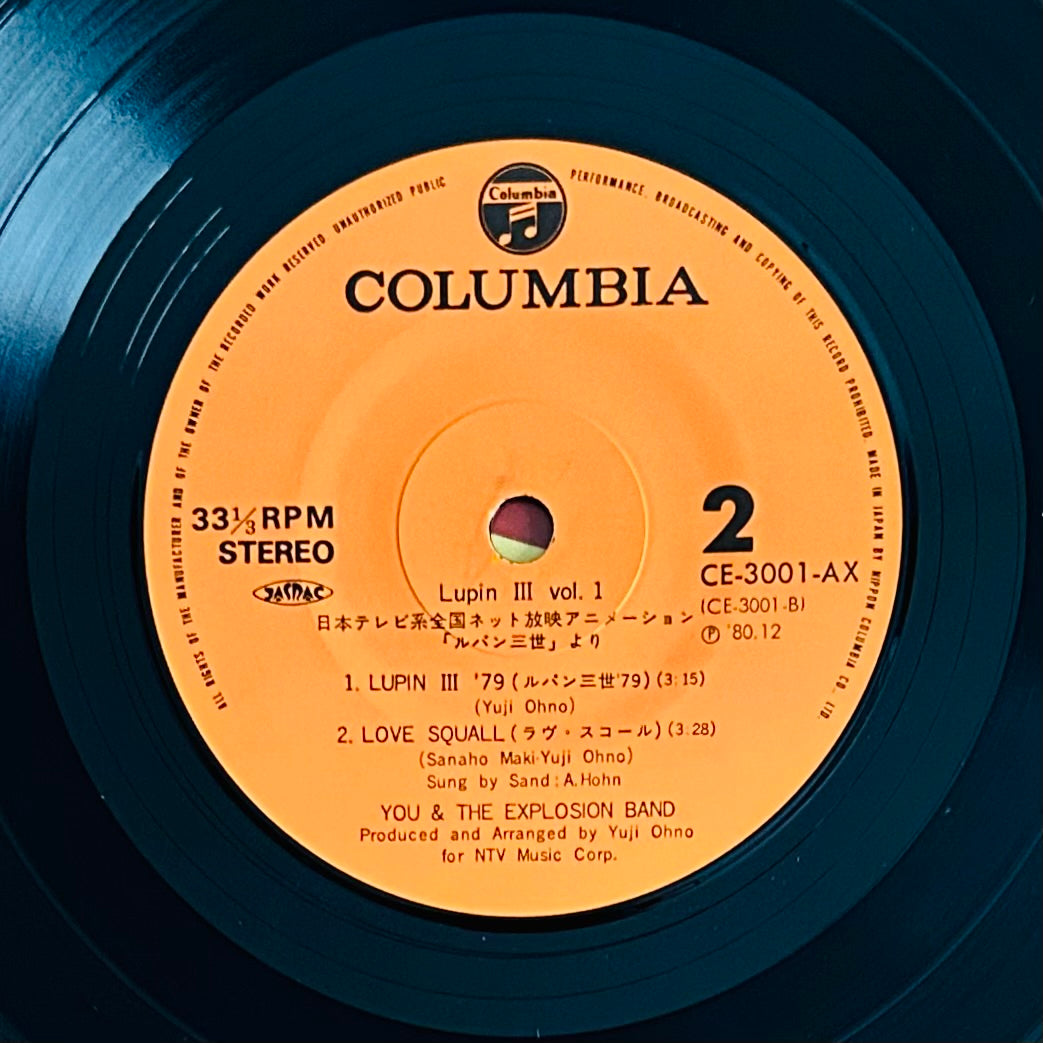 ALL RIGHTS OF THE MANUFACTURER AND OF THE OWNER OF THE RECORDED WORK RESERVED. UNAUTHORIZED PUBLIC PERFORMANCE, BROADCASTING AND COPYING OF THIS RECORD PROHIBITED. MADE IN JAPAN BY NIPPON COLUMBIA CO., LTD.
Columbia
COLUMBIA
33 1/3 RPM
STEREO
JASRAC
2
CE-3001-AX
(CE-3001-B)
Ⓟ '80.12
Lupin III vol. 1
日本テレビ系全国ネット放映アニメーション
「ルパン三世」より
1. LUPIN III '79 (ルパン三世'79) (3:15)
(Yuji Ohno)
2. LOVE SQUALL (ラヴ・スコール) (3:28)
(Sanaho Maki-Yuji Ohno)
Sung by Sand:A.Hohn
YOU & THE EXPLOSION BAND
Produced and Arranged by Yuji Ohno
for NTV Music Corp.